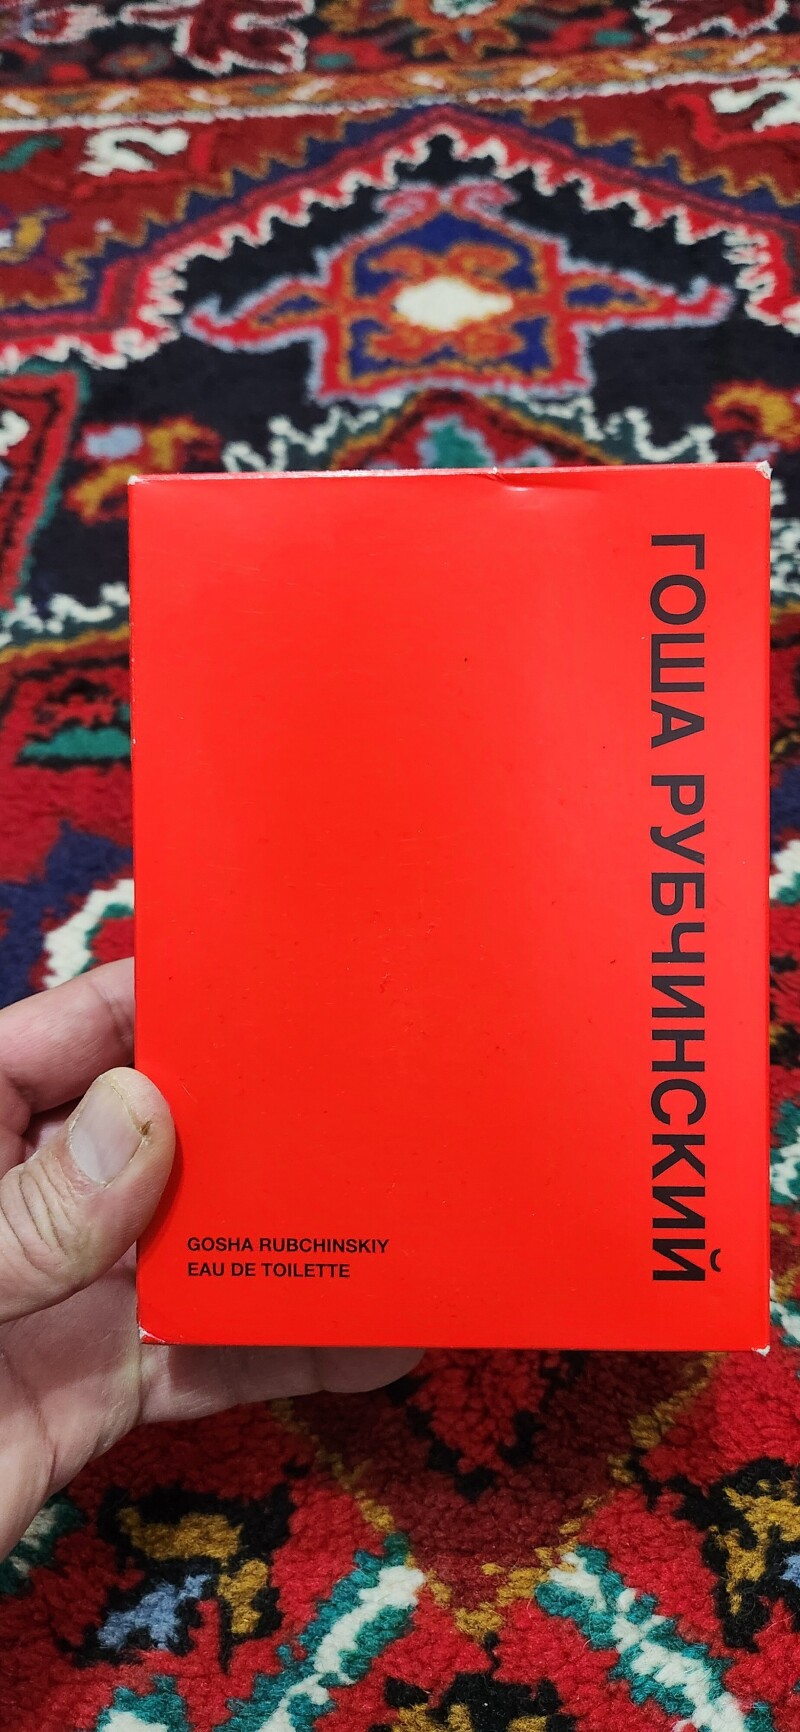 ГОША РУБЧИНСКИЙ
GOSHA RUBCHINSKIY
EAU DE TOILETTE